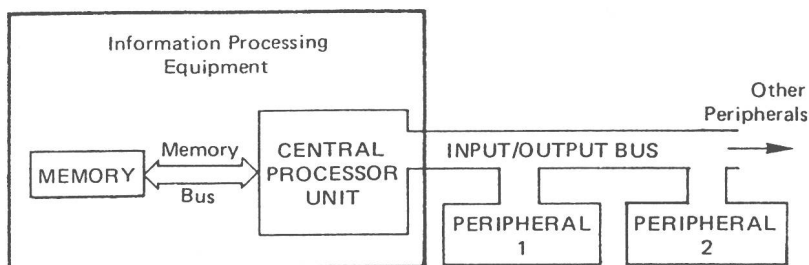 Information Processing
Equipment
Other
Peripherals
MEMORY
Memory
Bus
CENTRAL
PROCESSOR
UNIT
INPUT/OUTPUT BUS
PERIPHERAL
1
PERIPHERAL
2